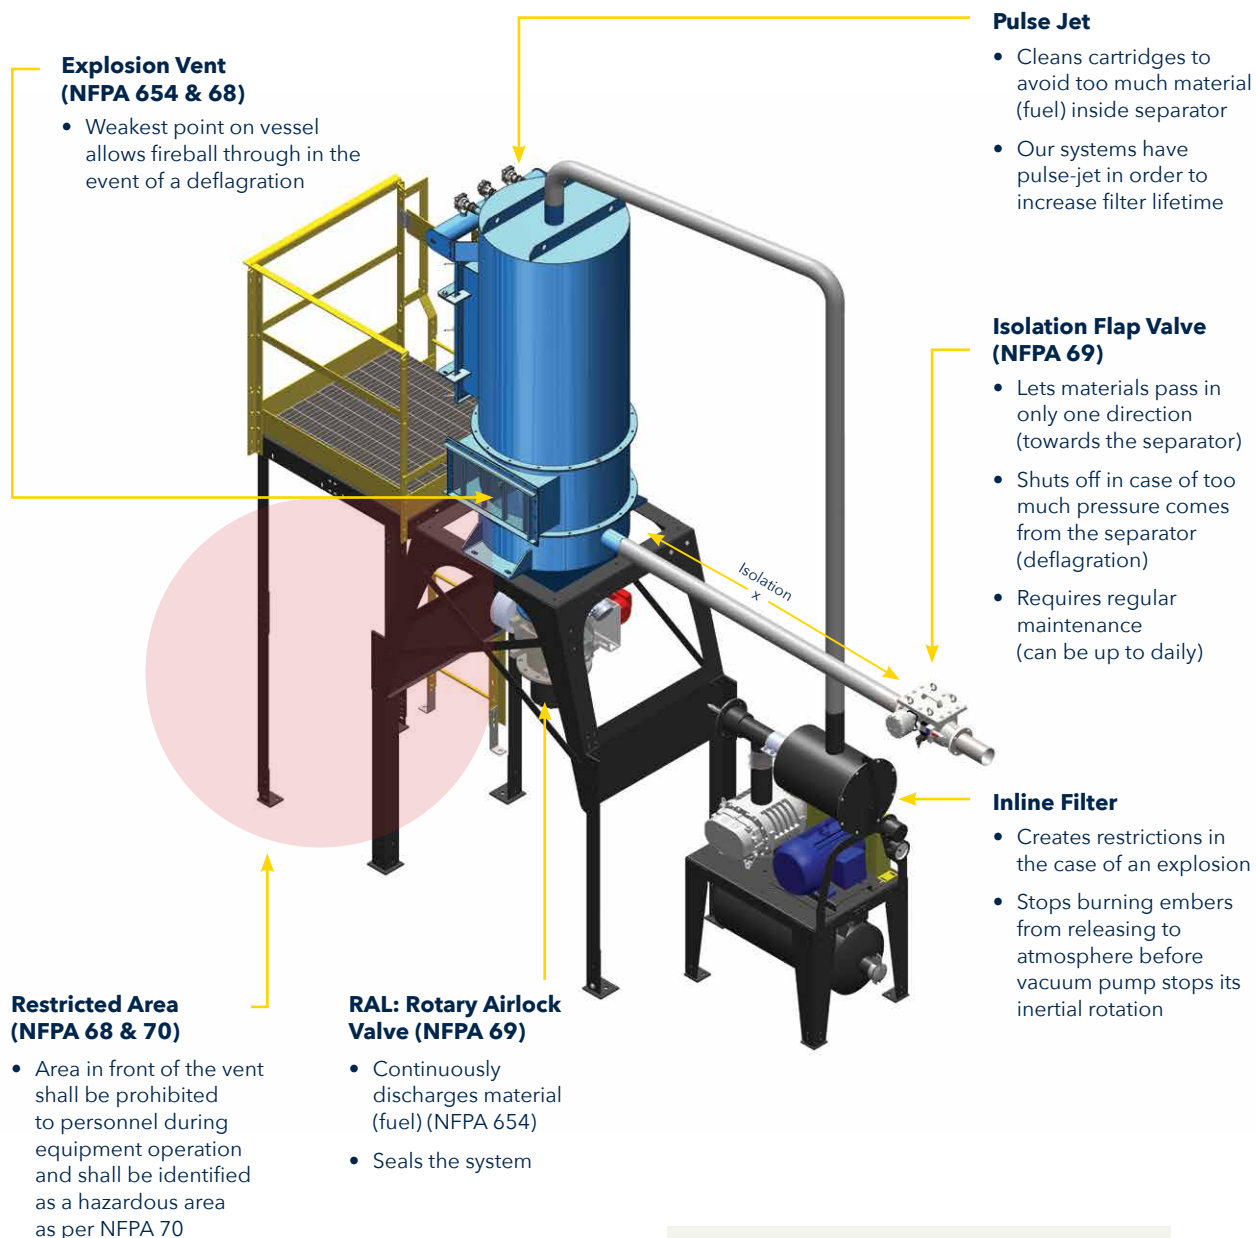 Explosion Vent
(NFPA 654 & 68)
• Weakest point on vessel
allows fireball through in the
event of a deflagration
Pulse Jet
• Cleans cartridges to
avoid too much material
(fuel) inside separator
• Our systems have
pulse-jet in order to
increase filter lifetime
Isolation Flap Valve
(NFPA 69)
• Lets materials pass in
only one direction
(towards the separator)
• Shuts off in case of too
much pressure comes
from the separator
(deflagration)
• Requires regular
maintenance
(can be up to daily)
Isolation
x
Inline Filter
• Creates restrictions in
the case of an explosion
• Stops burning embers
from releasing to
atmosphere before
vacuum pump stops its
inertial rotation
Restricted Area
(NFPA 68 & 70)
• Area in front of the vent
shall be prohibited
to personnel during
equipment operation
and shall be identified
as a hazardous area
as per NFPA 70
RAL: Rotary Airlock
Valve (NFPA 69)
• Continuously
discharges material
(fuel) (NFPA 654)
• Seals the system